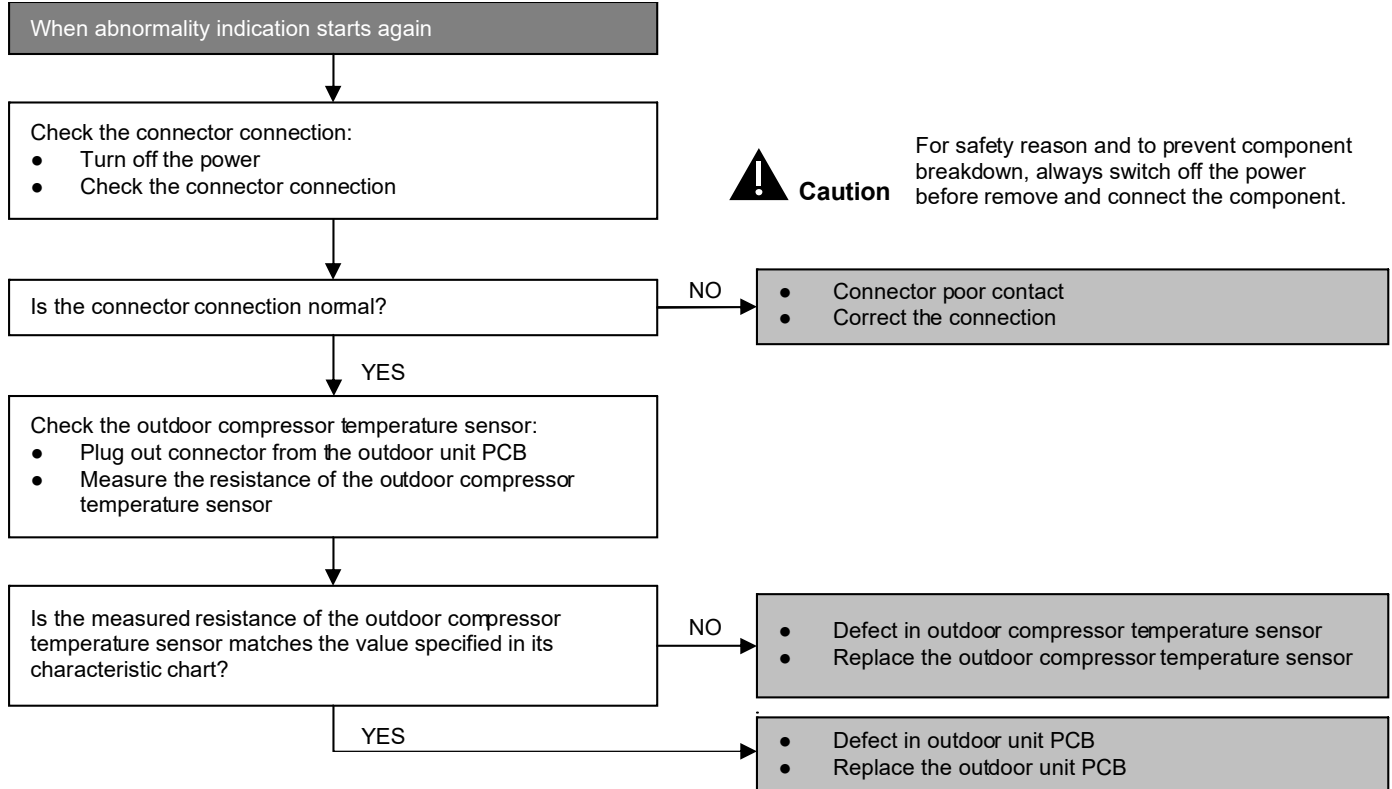 When abnormality indication starts again
Check the connector connection:
● Turn off the power
● Check the connector connection
For safety reason and to prevent component
breakdown, always switch off the power
before remove and connect the component.
Caution
Is the connector connection normal?
NO
● Connector poor contact
● Correct the connection
YES
Check the outdoor compressor temperature sensor:
● Plug out connector from the outdoor unit PCB
● Measure the resistance of the outdoor compressor
temperature sensor
Is the measured resistance of the outdoor compressor
temperature sensor matches the value specified in its
characteristic chart?
NO
● Defect in outdoor compressor temperature sensor
● Replace the outdoor compressor temperature sensor
YES
● Defect in outdoor unit PCB
● Replace the outdoor unit PCB